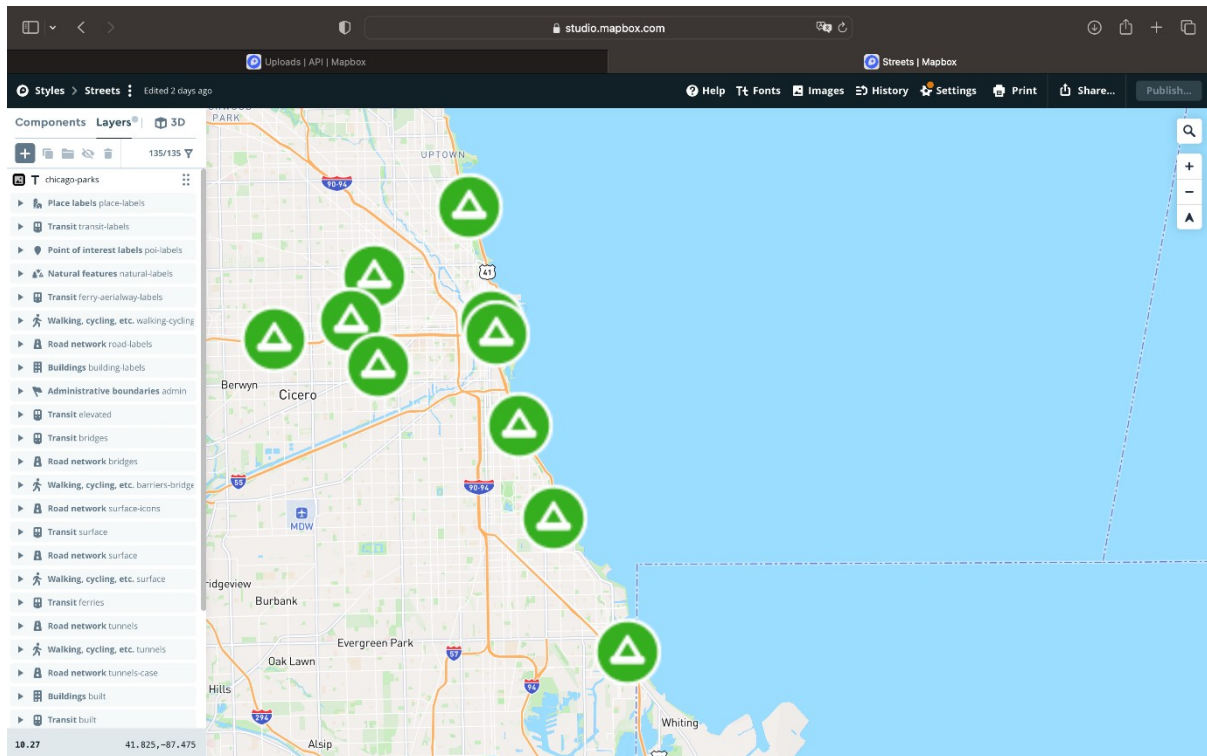 studio.mapbox.com
Uploads | API | Mapbox
Streets | Mapbox
Styles > Streets Edited 2 days ago
Help Fonts Images History Settings Print Share... Publish...
Components Layers 3D
135/135
T chicago-parks
Place labels place-labels
Transit transit-labels
Point of interest labels poi-labels
Natural features natural-labels
Transit ferry-aerialway-labels
Walking, cycling, etc. walking-cycling
Road network road-labels
Buildings building-labels
Administrative boundaries admin
Transit elevated
Transit bridges
Road network bridges
Walking, cycling, etc. barriers-bridge
Road network surface-icons
Transit surface
Road network surface
Walking, cycling, etc. surface
Transit ferries
Road network tunnels
Walking, cycling, etc. tunnels
Road network tunnels-case
Buildings built
Transit built
10.27 41.825,-87.475
PARK
UPTOWN
90-94
41
Berwyn
Cicero
55
90-94
MDW
idgeview
Burbank
Evergreen Park
57
Oak Lawn
Hills
94
294
Whiting
Alsip